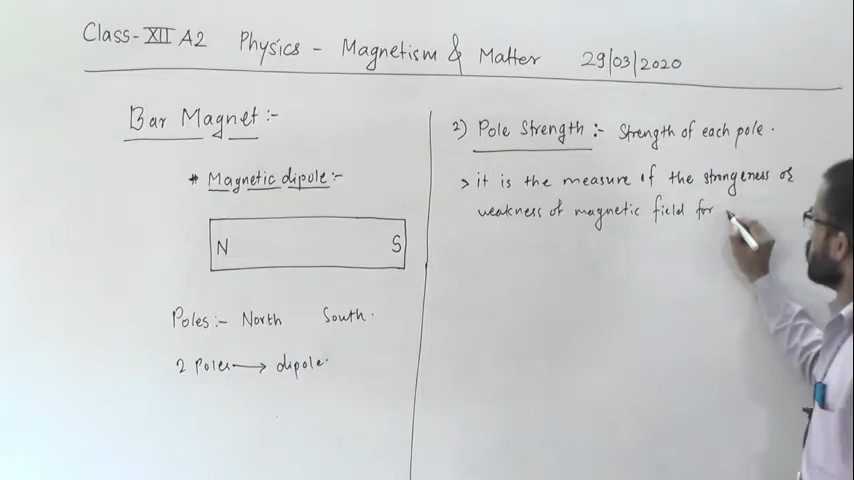 Class-XII A2 Physics - Magnetism & Matter 29/03/2020
Bar Magnet:-
* Magnetic dipole:-
N S
Poles:- North South.
2 Poles → dipole.
2) Pole Strength:- Strength of each pole.
> it is the measure of the strongeness or
weakness of magnetic field for